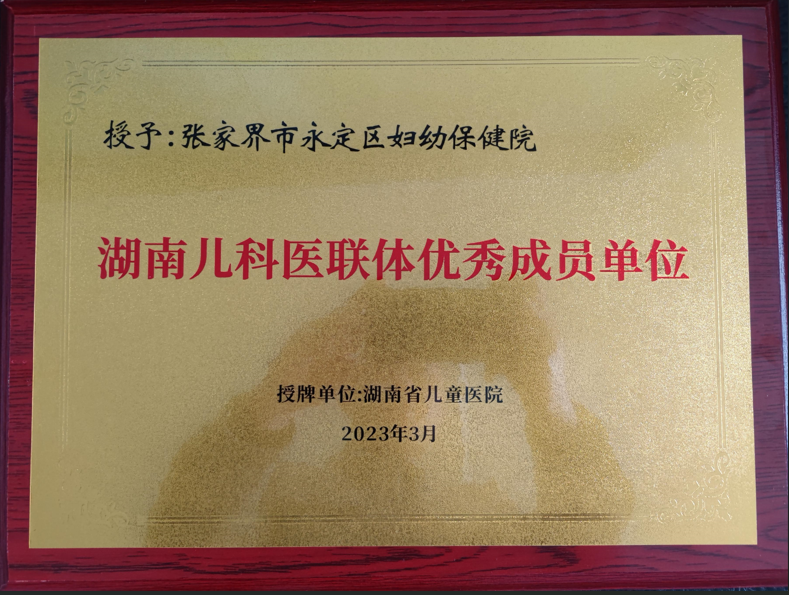 授予:张家界市永定区妇幼保健院
湖南儿科医联体优秀成员单位
授牌单位:湖南省儿童医院
2023年3月